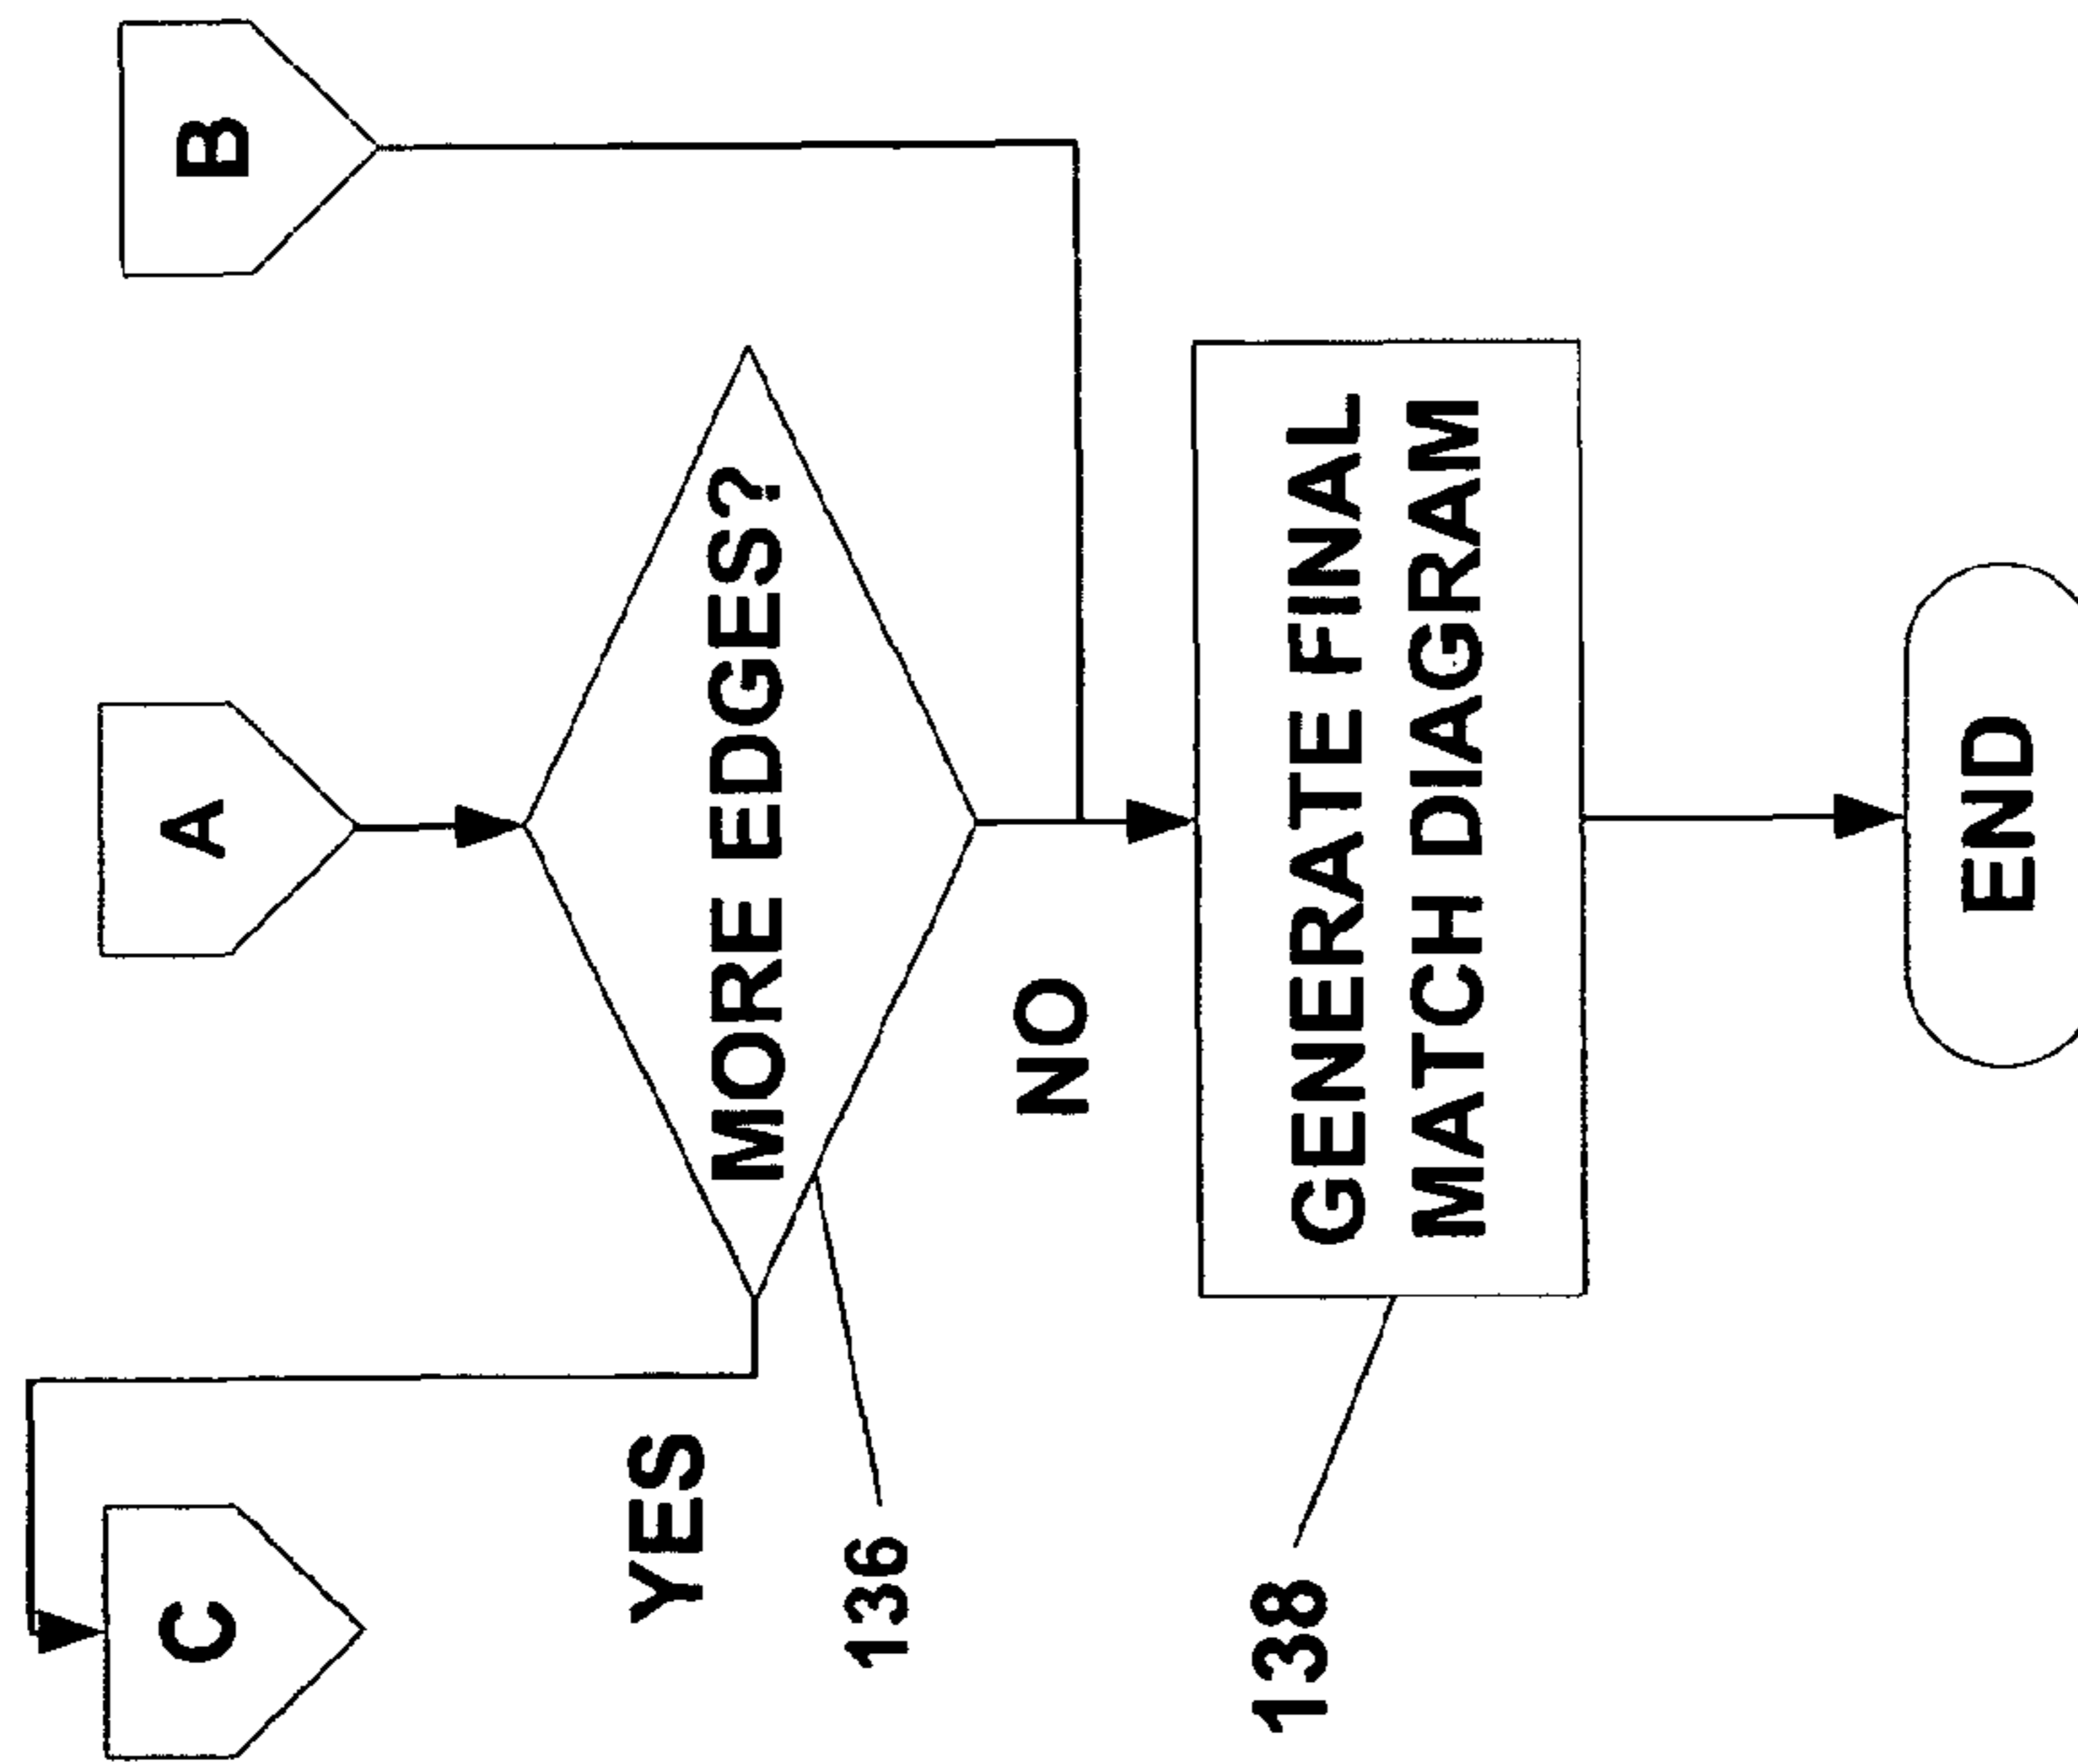 C
A
B
YES
MORE EDGES?
136
NO
138
GENERATE FINAL
MATCH DIAGRAM
END